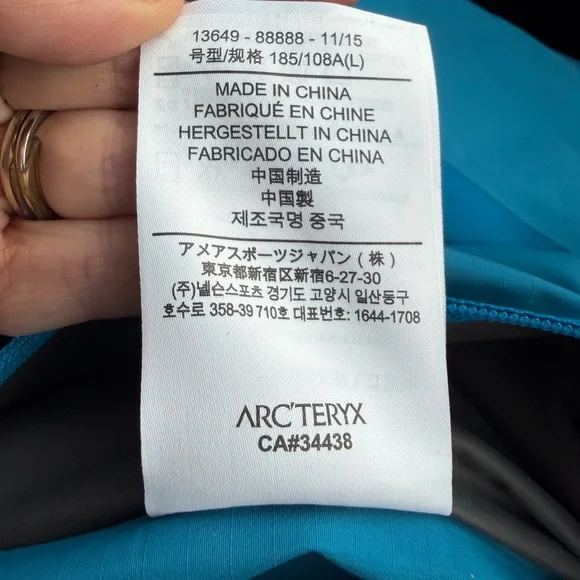 13649 - 88888 - 11/15
号型/规格 185/108A(L)
MADE IN CHINA
FABRIQUÉ EN CHINE
HERGESTELLT IN CHINA
FABRICADO EN CHINA
中国制造
中国製
제조국명 중국
アメアスポーツジャパン（株）
東京都新宿区新宿6-27-30
(주)넬슨스포츠 경기도 고양시 일산동구
호수로 358-39 710호 대표번호: 1644-1708
ARC'TERYX
CA#34438